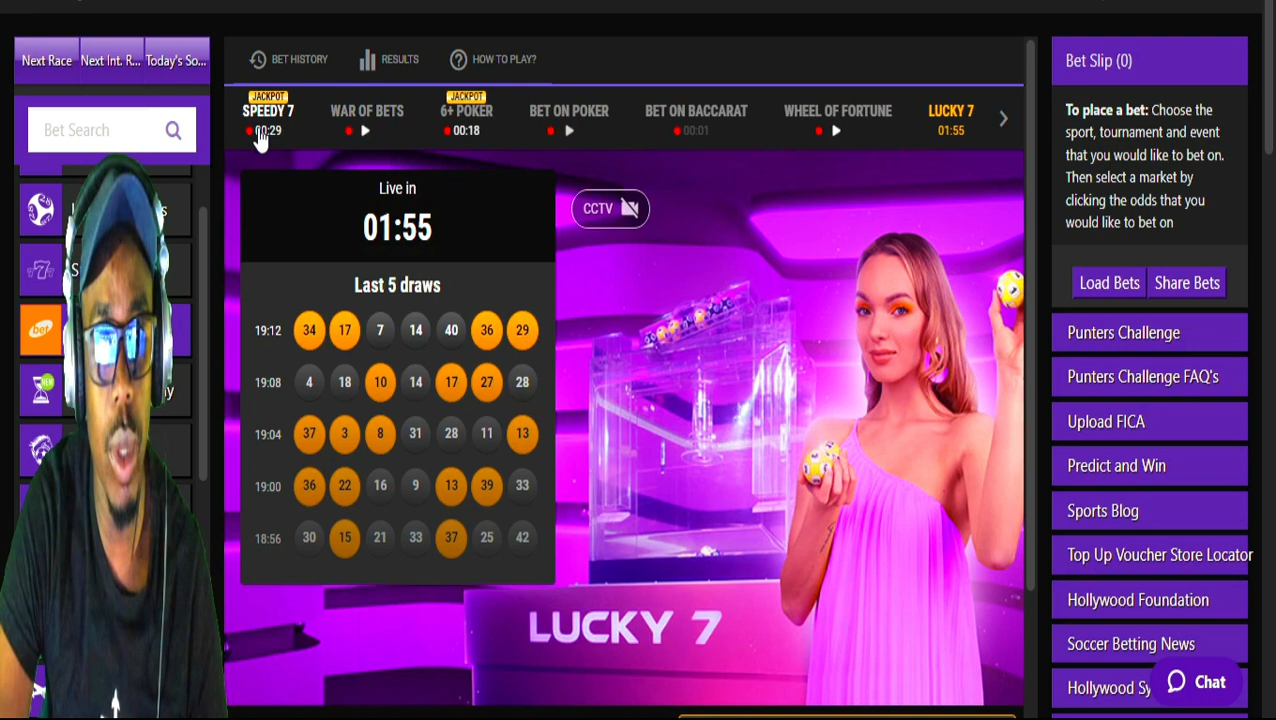 Next Race
Next Int. R...
Today's So...
BET HISTORY
RESULTS
HOW TO PLAY?
JACKPOT
SPEEDY 7
00:29
WAR OF BETS
JACKPOT
6+ POKER
00:18
BET ON POKER
BET ON BACCARAT
00:01
WHEEL OF FORTUNE
LUCKY 7
01:55
Bet Search
bet
NEW
Live in
01:55
Last 5 draws
19:12 34 17 7 14 40 36 29
19:08 4 18 10 14 17 27 28
19:04 37 3 8 31 28 11 13
19:00 36 22 16 9 13 39 33
18:56 30 15 21 33 37 25 42
CCTV
LUCKY 7
Bet Slip (0)
To place a bet: Choose the
sport, tournament and event
that you would like to bet on.
Then select a market by
clicking the odds that you
would like to bet on
Load Bets
Share Bets
Punters Challenge
Punters Challenge FAQ's
Upload FICA
Predict and Win
Sports Blog
Top Up Voucher Store Locator
Hollywood Foundation
Soccer Betting News
Hollywood Sy
Chat